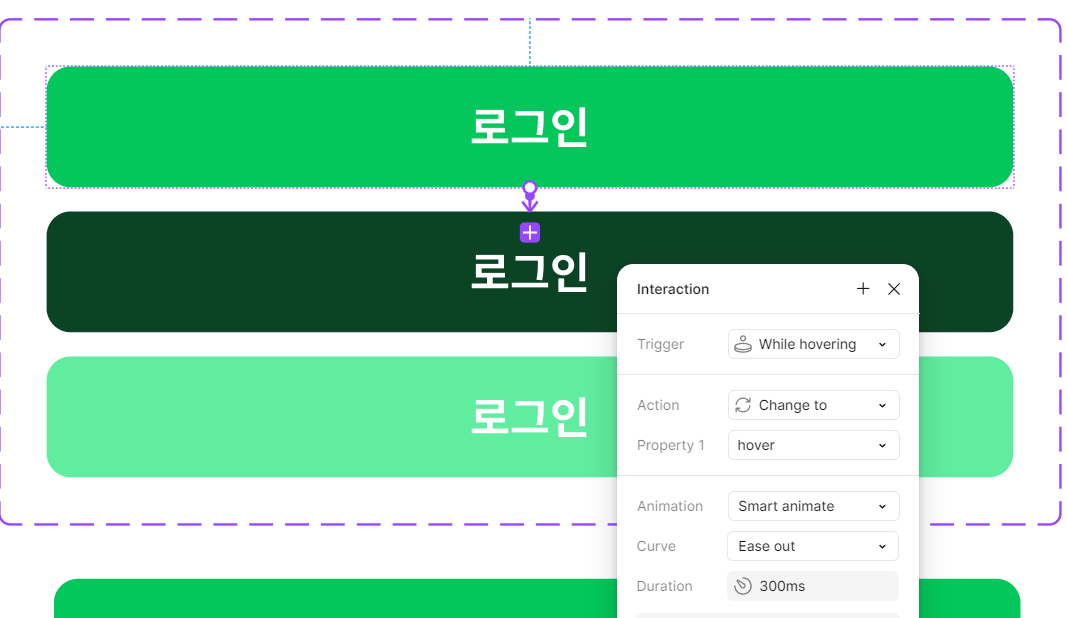 로그인
로그인
로그인
Interaction
Trigger
While hovering
Action
Change to
Property 1
hover
Animation
Smart animate
Curve
Ease out
Duration
300ms